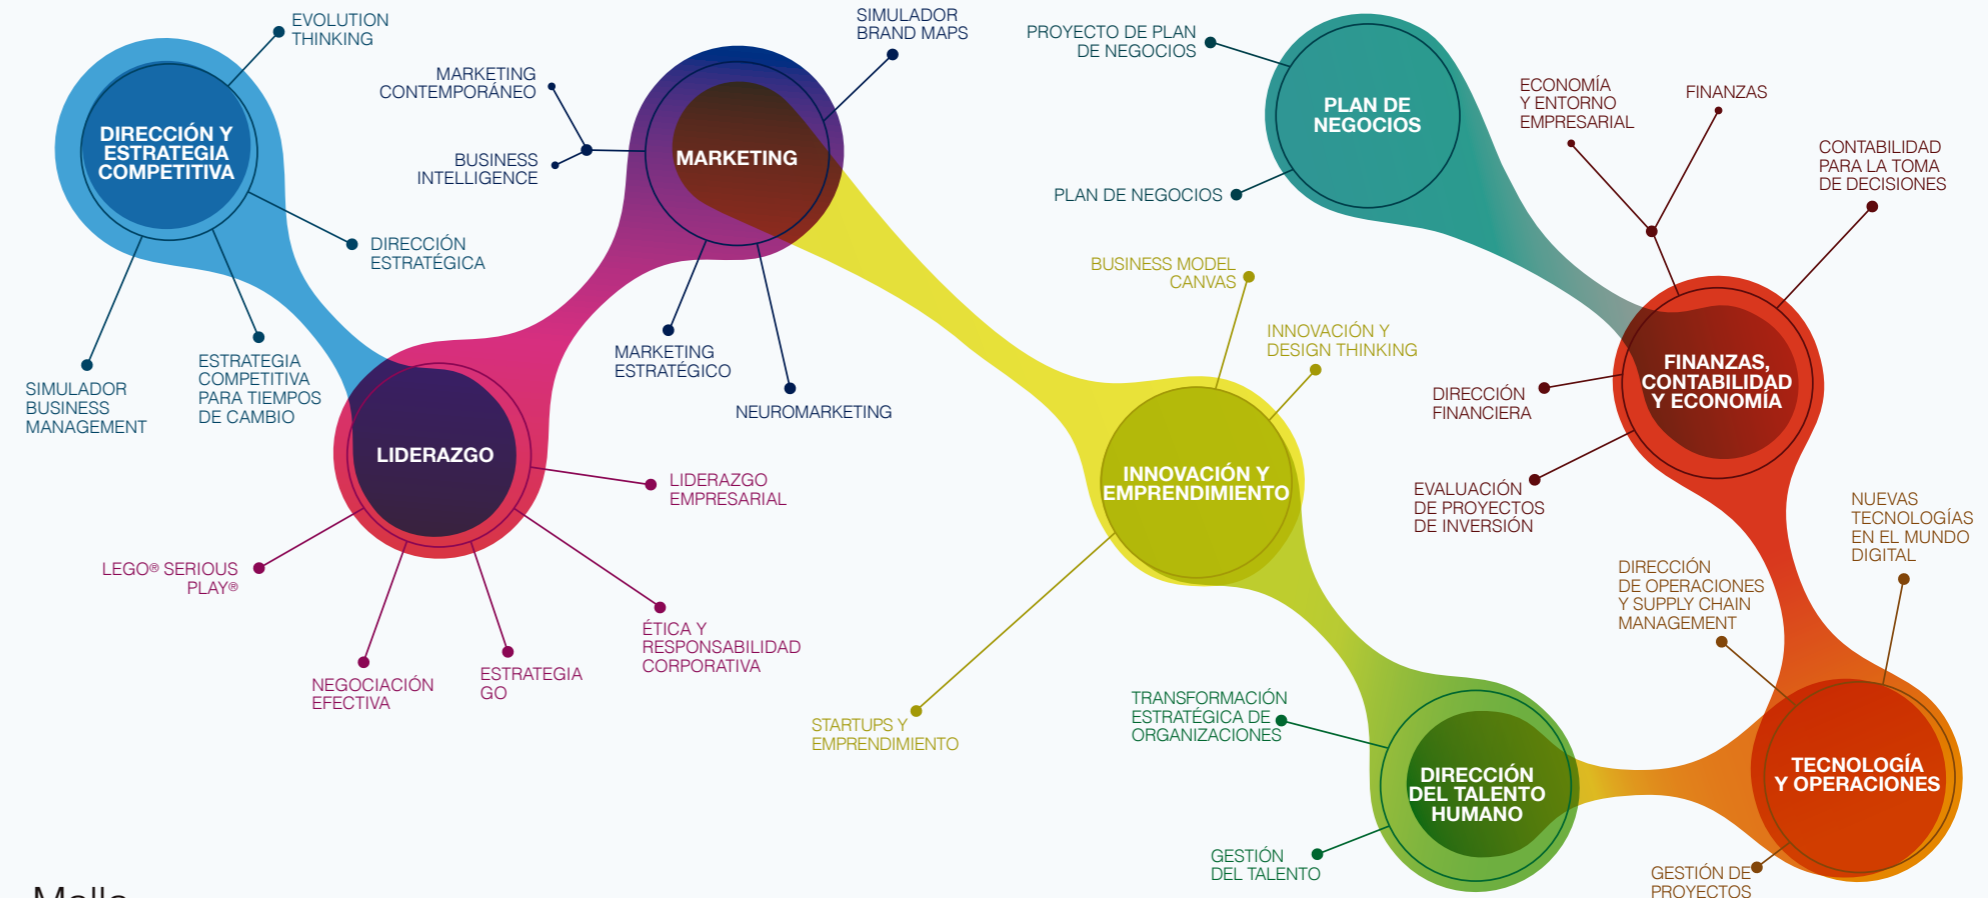 EVOLUTION
THINKING
DIRECCIÓN Y
ESTRATEGIA
COMPETITIVA
DIRECCIÓN
ESTRATÉGICA
SIMULADOR
BUSINESS
MANAGEMENT
ESTRATEGIA
COMPETITIVA
PARA TIEMPOS
DE CAMBIO
MARKETING
CONTEMPORÁNEO
BUSINESS
INTELLIGENCE
SIMULADOR
BRAND MAPS
MARKETING
MARKETING
ESTRATÉGICO
NEUROMARKETING
LIDERAZGO
LIDERAZGO
EMPRESARIAL
LEGO® SERIOUS
PLAY®
NEGOCIACIÓN
EFECTIVA
ESTRATEGIA
GO
ÉTICA Y
RESPONSABILIDAD
CORPORATIVA
PROYECTO DE PLAN
DE NEGOCIOS
PLAN DE
NEGOCIOS
PLAN DE NEGOCIOS
BUSINESS MODEL
CANVAS
INNOVACIÓN Y
DESIGN THINKING
INNOVACIÓN Y
EMPRENDIMIENTO
STARTUPS Y
EMPRENDIMIENTO
ECONOMÍA
Y ENTORNO
EMPRESARIAL
FINANZAS
CONTABILIDAD
PARA LA TOMA
DE DECISIONES
FINANZAS,
CONTABILIDAD
Y ECONOMÍA
DIRECCIÓN
FINANCIERA
EVALUACIÓN
DE PROYECTOS
DE INVERSIÓN
NUEVAS
TECNOLOGÍAS
EN EL MUNDO
DIGITAL
DIRECCIÓN
DE OPERACIONES
Y SUPPLY CHAIN
MANAGEMENT
TECNOLOGÍA
Y OPERACIONES
GESTIÓN DE
PROYECTOS
TRANSFORMACIÓN
ESTRATÉGICA DE
ORGANIZACIONES
DIRECCIÓN
DEL TALENTO
HUMANO
GESTIÓN
DEL TALENTO
Malla